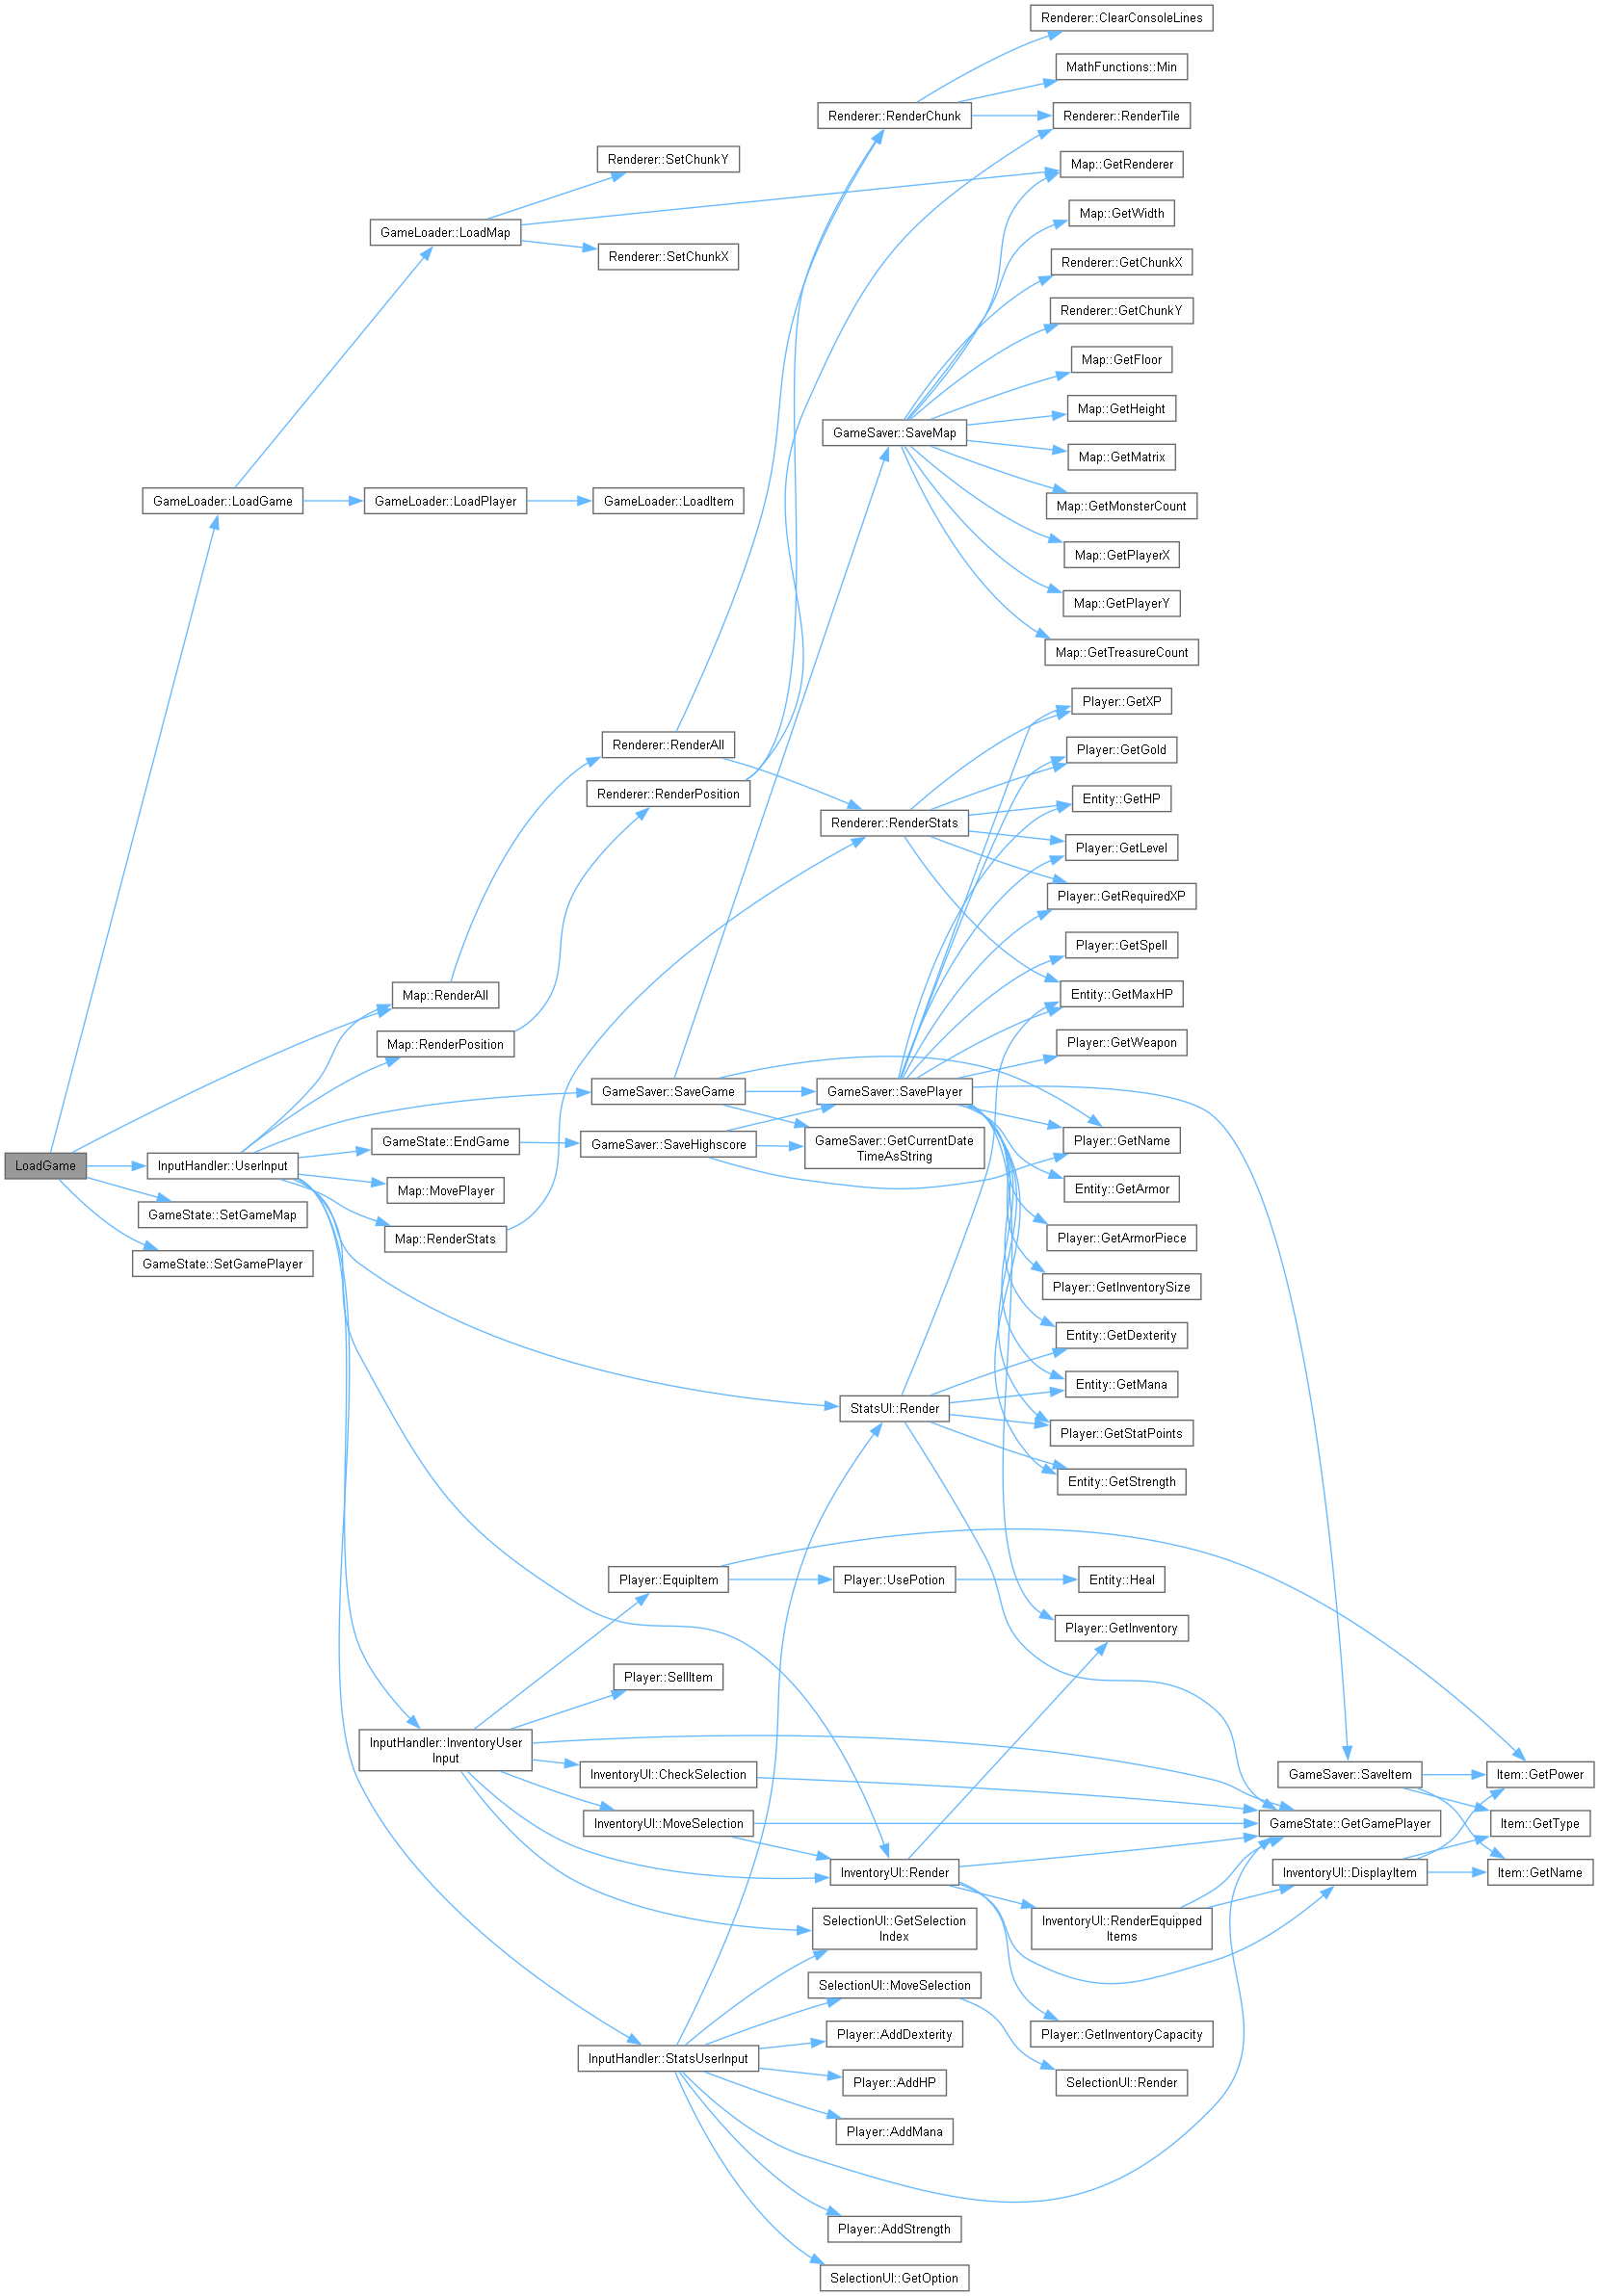 Renderer::ClearConsoleLines
MathFunctions::Min
Renderer::RenderChunk
Renderer::RenderTile
Renderer::SetChunkY
Map::GetRenderer
Map::GetWidth
GameLoader::LoadMap
Renderer::SetChunkX
Renderer::GetChunkX
Renderer::GetChunkY
Map::GetFloor
Map::GetHeight
GameSaver::SaveMap
Map::GetMatrix
GameLoader::LoadGame
GameLoader::LoadPlayer
GameLoader::LoadItem
Map::GetMonsterCount
Map::GetPlayerX
Map::GetPlayerY
Map::GetTreasureCount
Player::GetXP
Renderer::RenderAll
Player::GetGold
Renderer::RenderPosition
Entity::GetHP
Renderer::RenderStats
Player::GetLevel
Player::GetRequiredXP
Player::GetSpell
Map::RenderAll
Entity::GetMaxHP
Map::RenderPosition
Player::GetWeapon
GameSaver::SaveGame
GameSaver::SavePlayer
GameState::EndGame
GameSaver::SaveHighscore
GameSaver::GetCurrentDate
TimeAsString
Player::GetName
LoadGame
InputHandler::UserInput
Map::MovePlayer
Entity::GetArmor
GameState::SetGameMap
Map::RenderStats
Player::GetArmorPiece
GameState::SetGamePlayer
Player::GetInventorySize
Entity::GetDexterity
Entity::GetMana
StatsUI::Render
Player::GetStatPoints
Entity::GetStrength
Player::EquipItem
Player::UsePotion
Entity::Heal
Player::GetInventory
Player::SellItem
InputHandler::InventoryUser
Input
InventoryUI::CheckSelection
GameSaver::SaveItem
Item::GetPower
InventoryUI::MoveSelection
GameState::GetGamePlayer
Item::GetType
InventoryUI::Render
InventoryUI::DisplayItem
Item::GetName
SelectionUI::GetSelection
Index
InventoryUI::RenderEquipped
Items
SelectionUI::MoveSelection
Player::AddDexterity
Player::GetInventoryCapacity
InputHandler::StatsUserInput
Player::AddHP
SelectionUI::Render
Player::AddMana
Player::AddStrength
SelectionUI::GetOption